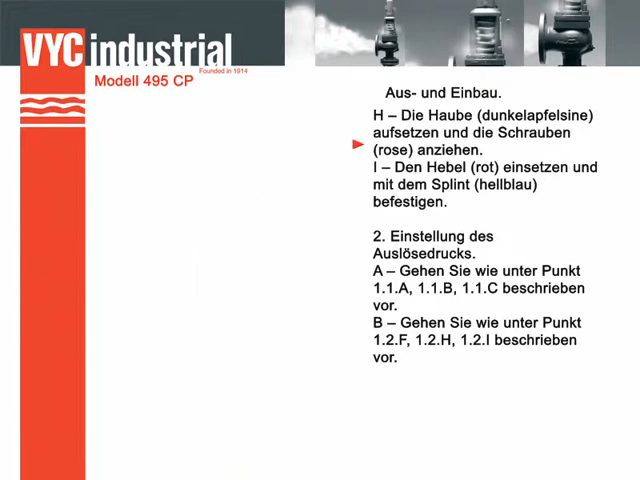 VYC industrial
Founded in 1914
Modell 495 CP
Aus- und Einbau.
H – Die Haube (dunkelapfelsine)
aufsetzen und die Schrauben
(rose) anziehen.
I – Den Hebel (rot) einsetzen und
mit dem Splint (hellblau)
befestigen.
2. Einstellung des
Auslösedrucks.
A – Gehen Sie wie unter Punkt
1.1.A, 1.1.B, 1.1.C beschrieben
vor.
B – Gehen Sie wie unter Punkt
1.2.F, 1.2.H, 1.2.I beschrieben
vor.